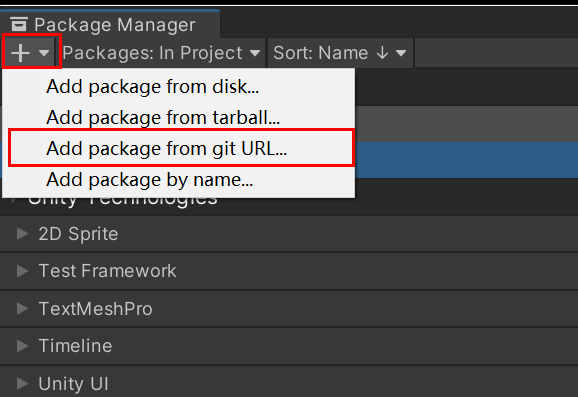 Package Manager
Packages: In Project Sort: Name ↓
Add package from disk...
Add package from tarball...
Add package from git URL...
Add package by name...
Unity Technologies
2D Sprite
Test Framework
TextMeshPro
Timeline
Unity UI